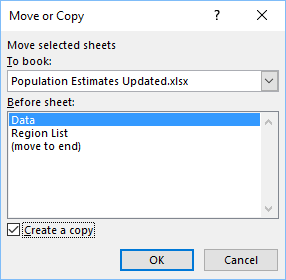 Move or Copy
Move selected sheets
To book:
Population Estimates Updated.xlsx
Before sheet:
Data
Region List
(move to end)
Create a copy
OK
Cancel